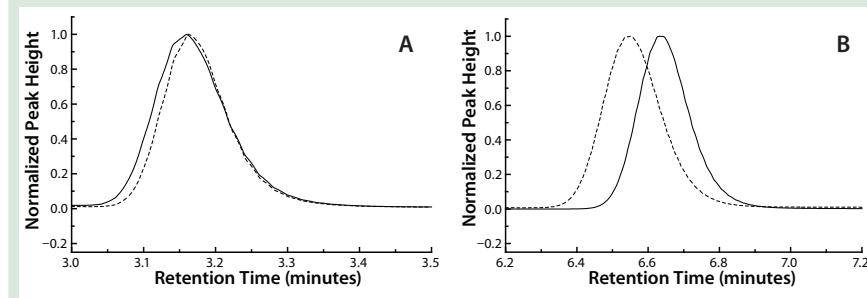 A
Normalized Peak Height
1.0
0.8
0.6
0.4
0.2
0.0
−0.2
3.0 3.1 3.2 3.3 3.4 3.5
Retention Time (minutes)
B
Normalized Peak Height
1.0
0.8
0.6
0.4
0.2
0.0
−0.2
6.2 6.4 6.6 6.8 7.0 7.2
Retention Time (minutes)